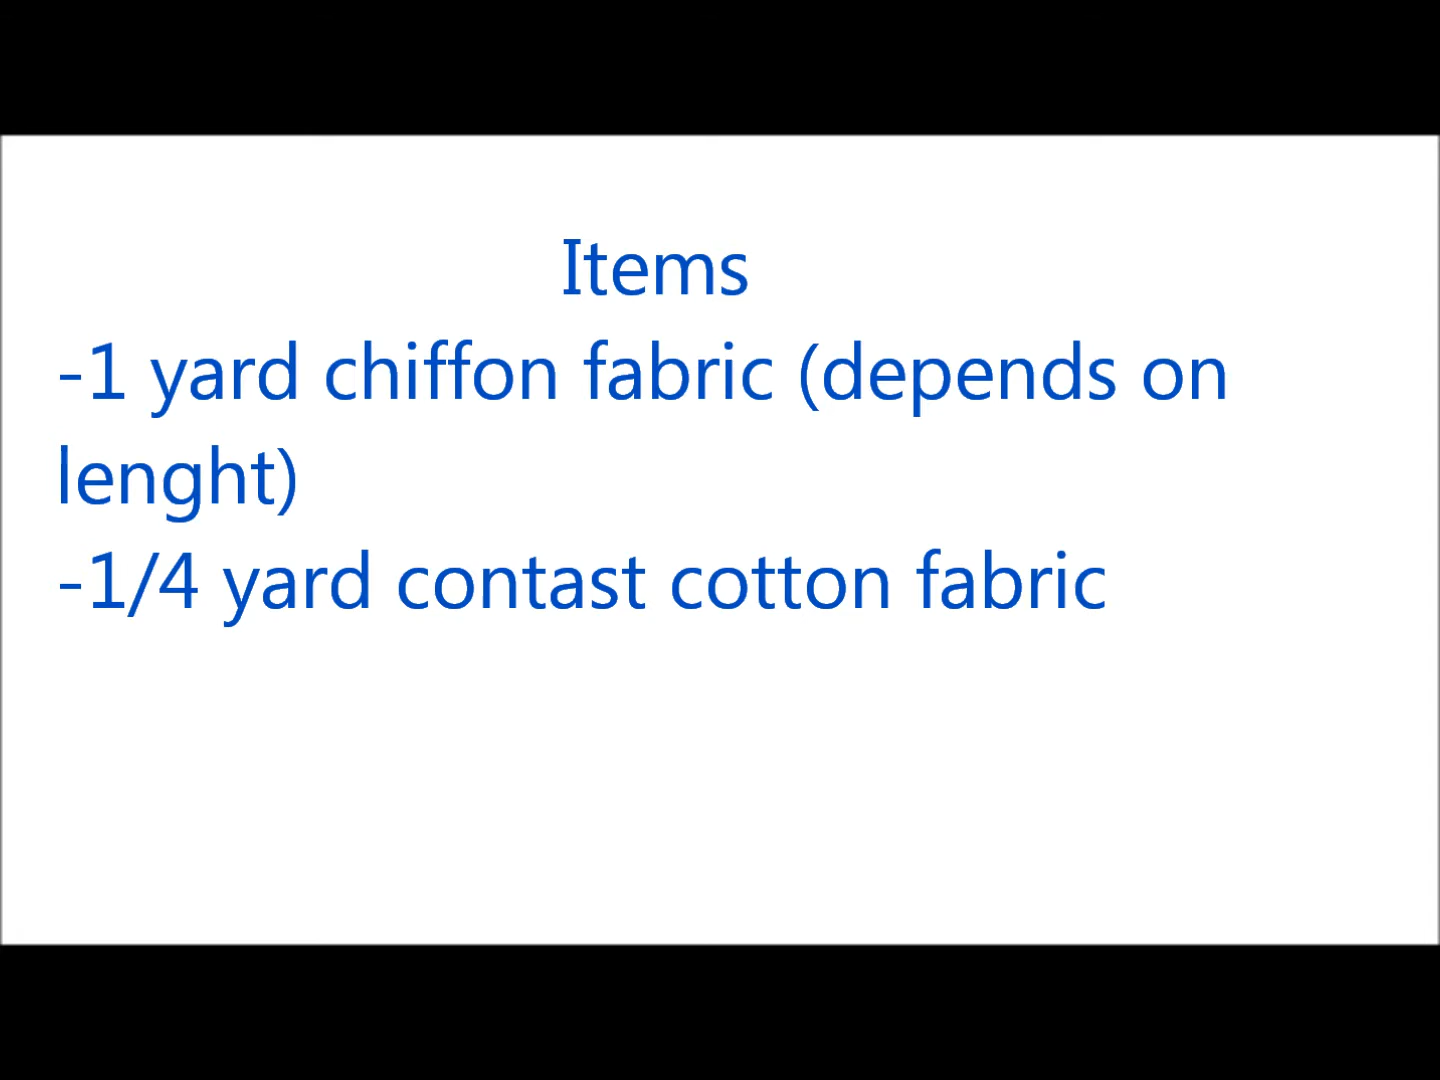 Items
-1 yard chiffon fabric (depends on
lenght)
-1/4 yard contast cotton fabric